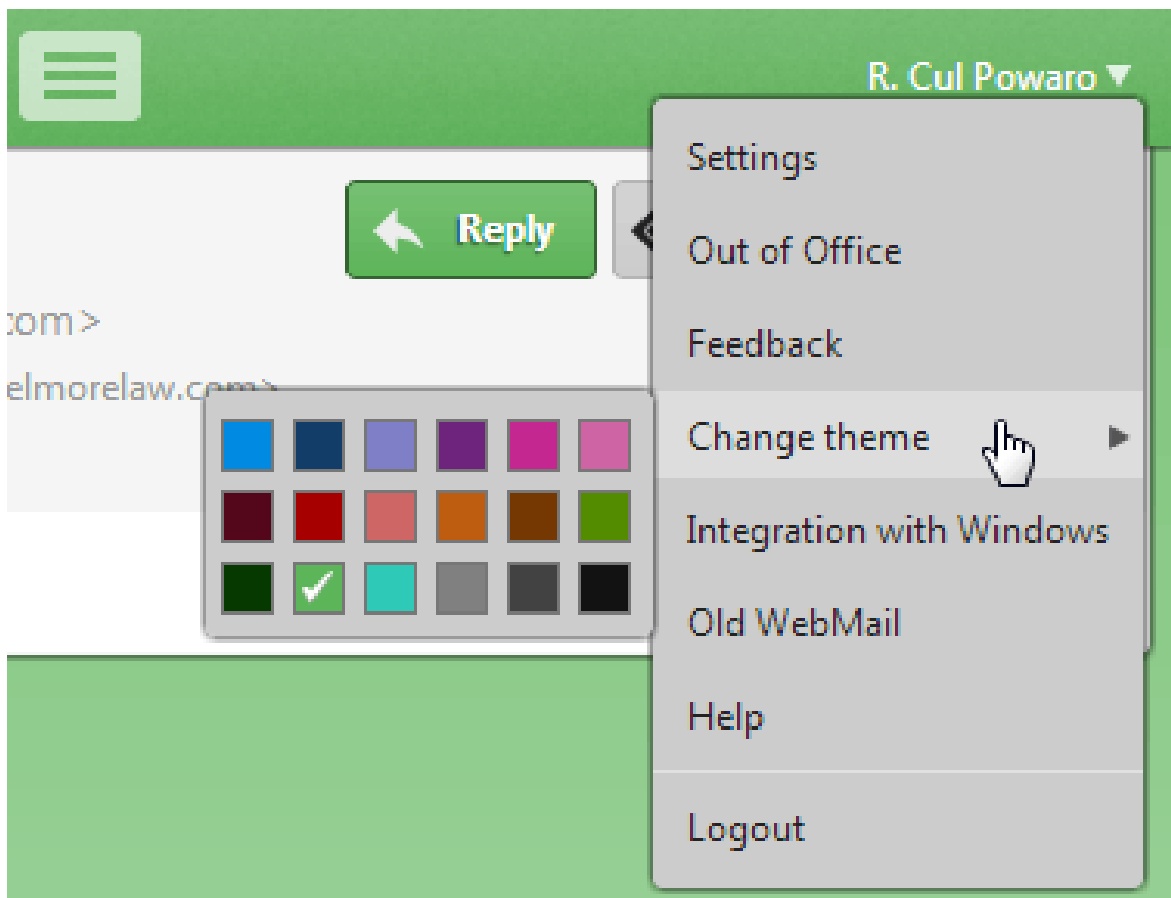 R. Cul Powaro
Reply
com>
elmorelaw.com>
Settings
Out of Office
Feedback
Change theme
Integration with Windows
Old WebMail
Help
Logout